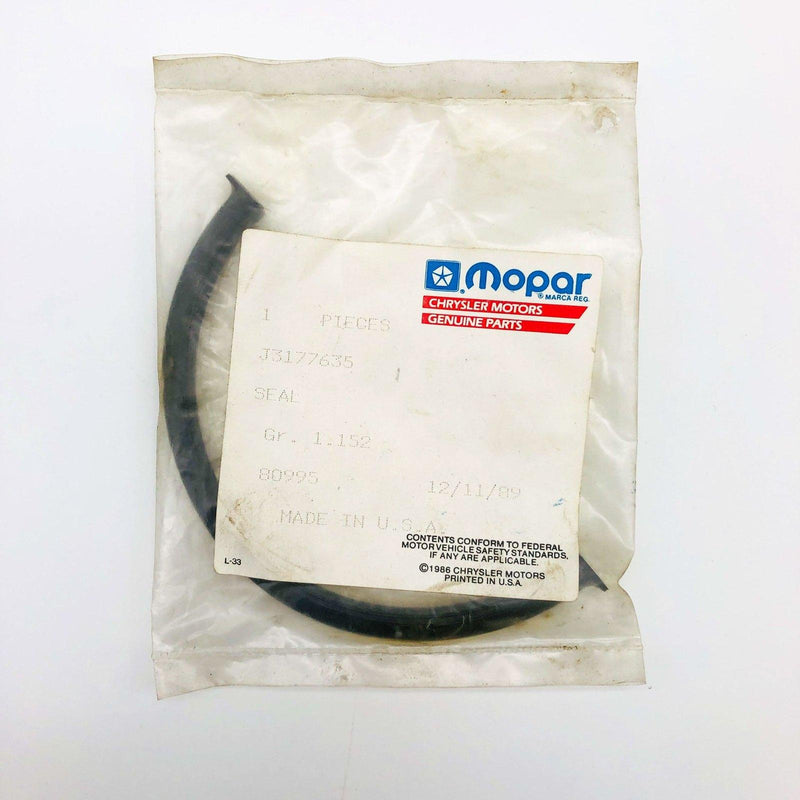 Mopar
® MARCA REG.
CHRYSLER MOTORS
GENUINE PARTS
1 PIECES
J3177635
SEAL
Gr. 1.152
80995 12/11/89
MADE IN U.S.A.
CONTENTS CONFORM TO FEDERAL
MOTOR VEHICLE SAFETY STANDARDS,
IF ANY ARE APPLICABLE.
L-33
©1986 CHRYSLER MOTORS
PRINTED IN U.S.A.